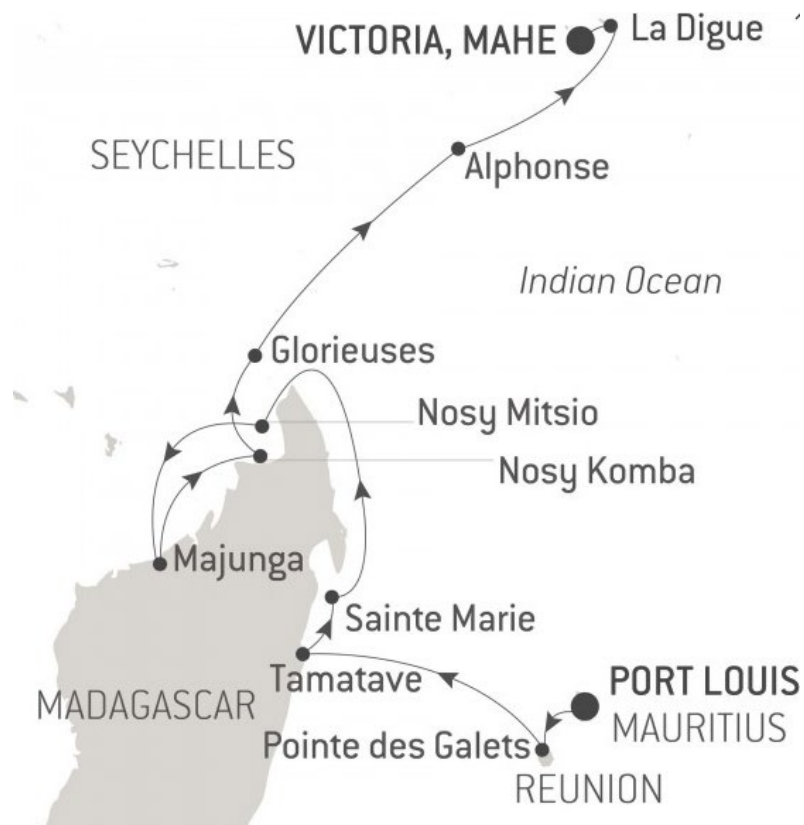 VICTORIA, MAHE
La Digue
SEYCHELLES
Alphonse
Indian Ocean
Glorieuses
Nosy Mitsio
Nosy Komba
Majunga
Sainte Marie
Tamatave
MADAGASCAR
PORT LOUIS
MAURITIUS
Pointe des Galets
REUNION